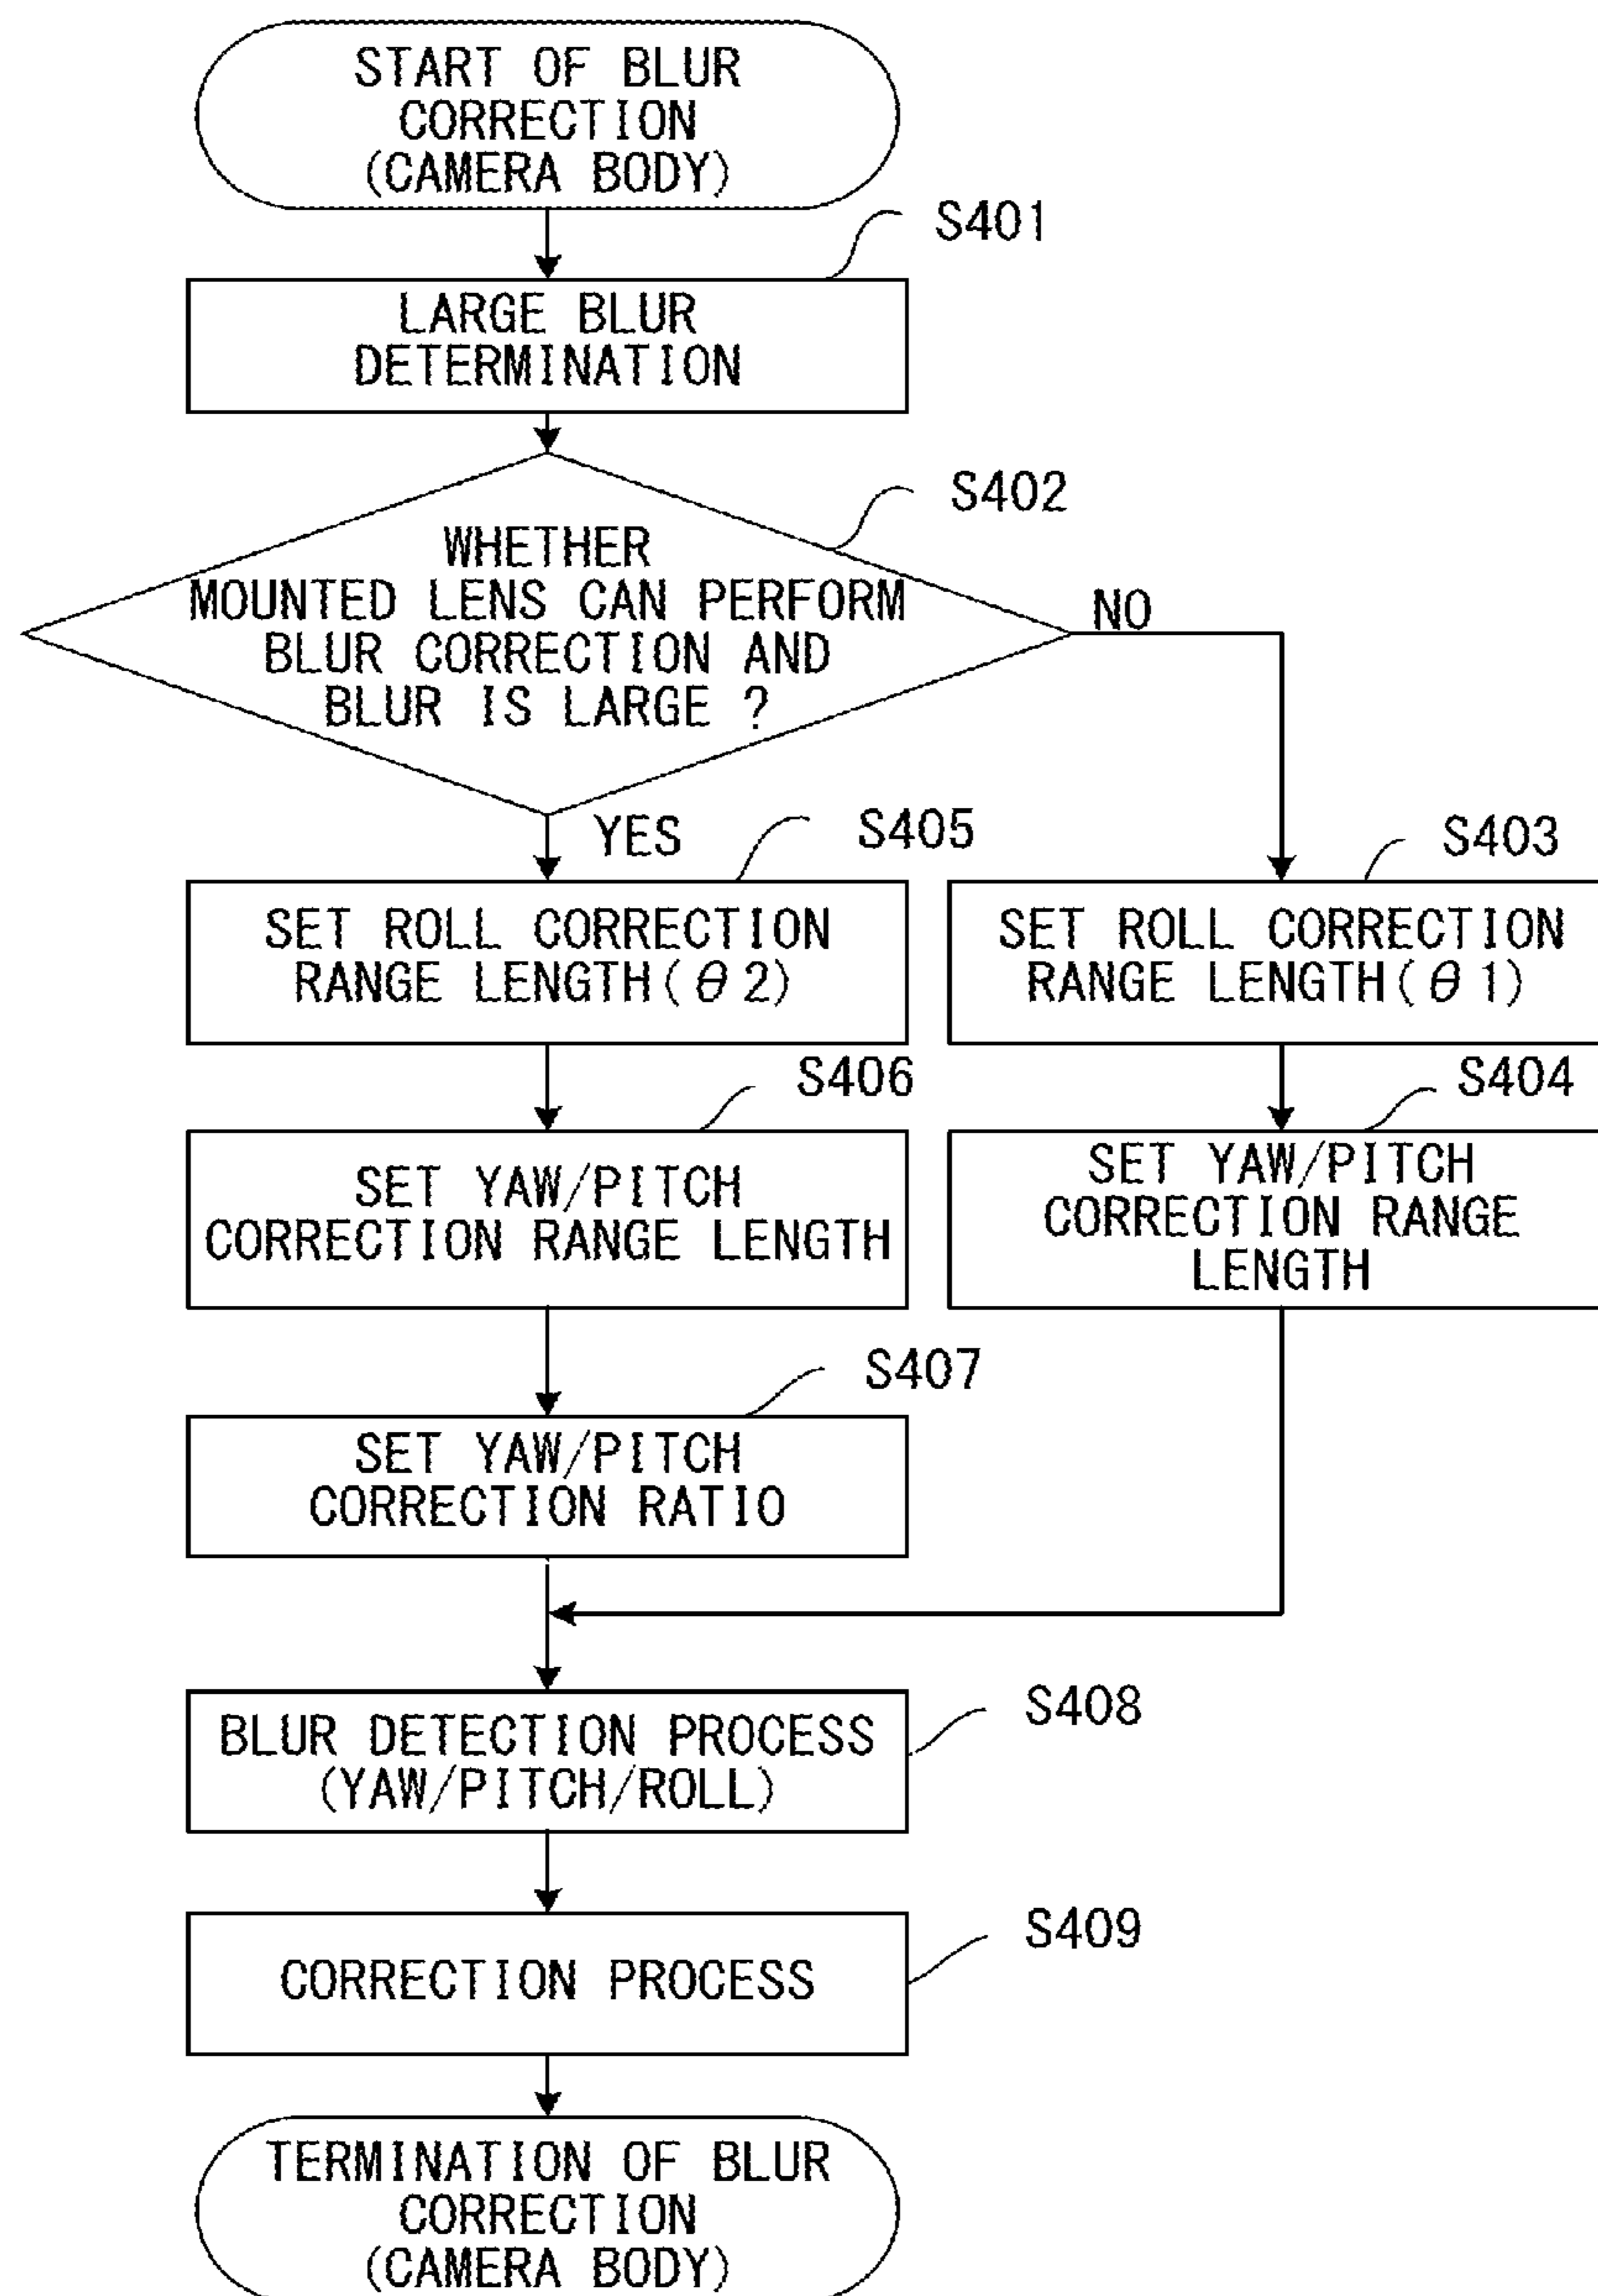 START OF BLUR
CORRECTION
(CAMERA BODY)
S401
LARGE BLUR
DETERMINATION
S402
WHETHER
MOUNTED LENS CAN PERFORM
BLUR CORRECTION AND
BLUR IS LARGE ?
NO
YES
S405
SET ROLL CORRECTION
RANGE LENGTH(θ2)
S403
SET ROLL CORRECTION
RANGE LENGTH(θ1)
S406
SET YAW/PITCH
CORRECTION RANGE LENGTH
S404
SET YAW/PITCH
CORRECTION RANGE
LENGTH
S407
SET YAW/PITCH
CORRECTION RATIO
S408
BLUR DETECTION PROCESS
(YAW/PITCH/ROLL)
S409
CORRECTION PROCESS
TERMINATION OF BLUR
CORRECTION
(CAMERA BODY)